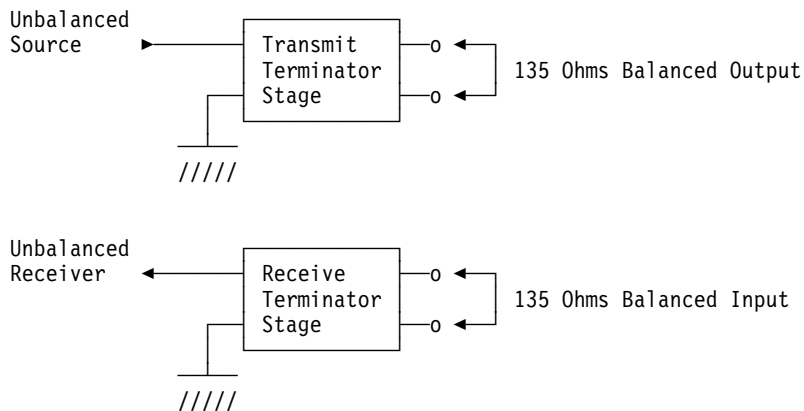 Unbalanced
Source
Transmit
Terminator
Stage
o
o
135 Ohms Balanced Output
/////
Unbalanced
Receiver
Receive
Terminator
Stage
o
o
135 Ohms Balanced Input
/////